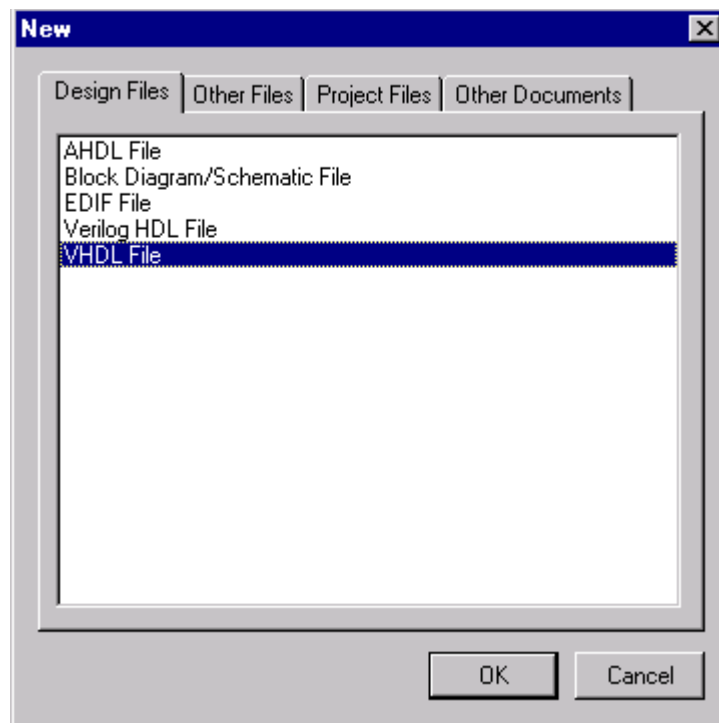 New
Design Files Other Files Project Files Other Documents
AHDL File
Block Diagram/Schematic File
EDIF File
Verilog HDL File
VHDL File
OK Cancel